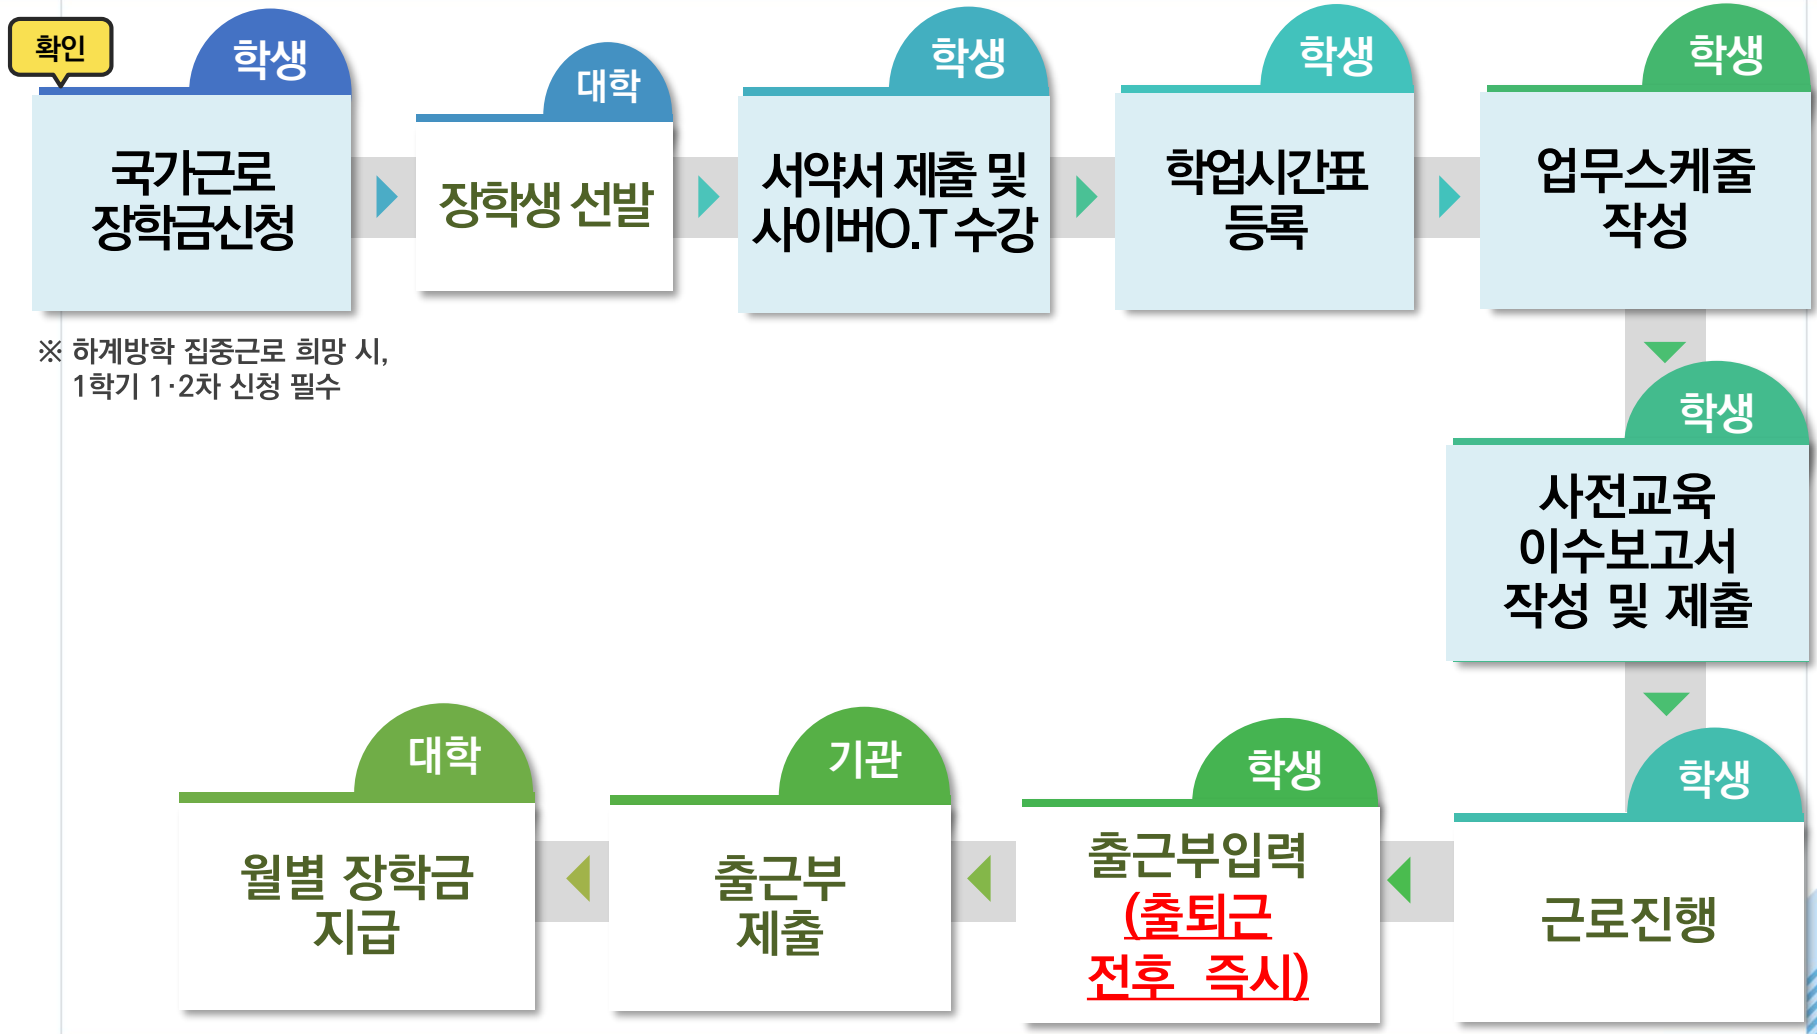 확인
학생
국가근로
장학금신청
※ 하계방학 집중근로 희망 시,
1학기 1·2차 신청 필수
대학
장학생 선발
학생
서약서 제출 및
사이버O.T 수강
학생
학업시간표
등록
학생
업무스케줄
작성
학생
사전교육
이수보고서
작성 및 제출
학생
근로진행
학생
출근부입력
(출퇴근
전후 즉시)
기관
출근부
제출
대학
월별 장학금
지급